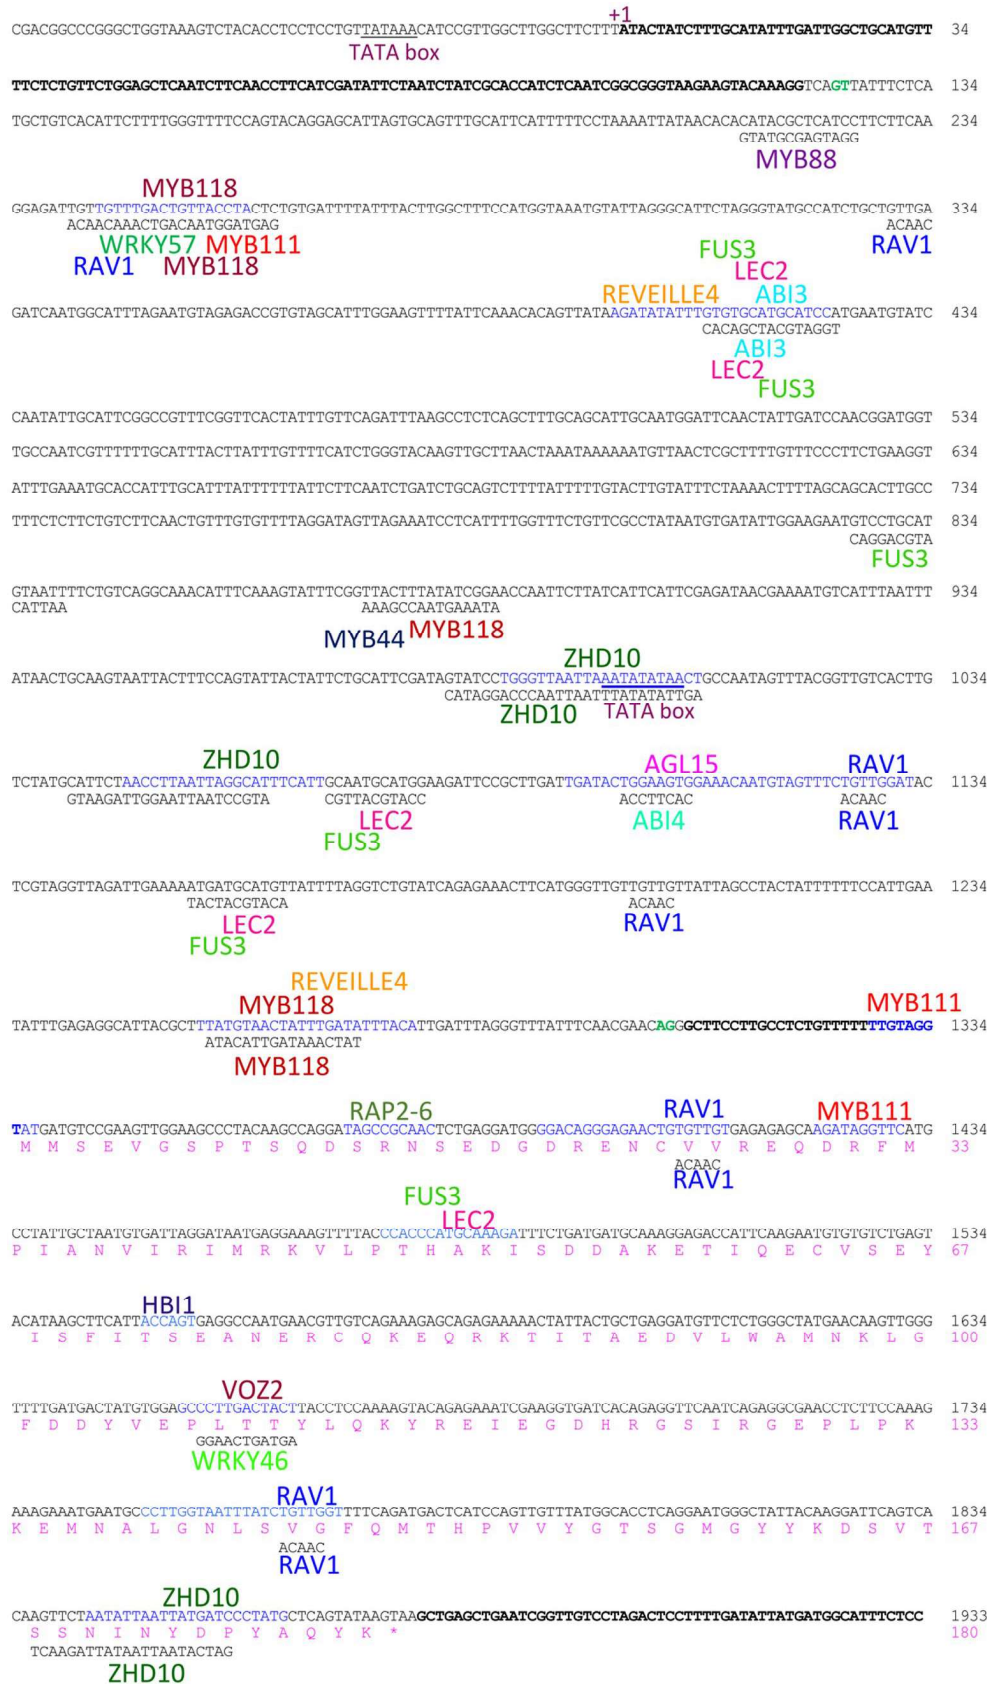 +1
CGACGGCCCGGGCTGGTAAAGTCTACACCTCCTCCTGTTATAAACATCCGTTGGCTTGGCTTCTTTATACTATCTTTGCATATTTGATTGGCTGCATGTT 34
TATA box
TTCTCTGTTCTGGAGCTCAATCTTCAACCTTCATCGATATTCTAATCTATCGCACCATCTCAATCGGCGGGTAAGAAGTACAAAGGTCAGTTATTTCTCA 134
TGCTGTCACATTCTTTTGGGTTTTCCAGTACAGGAGCATTAGTGCAGTTTGCATTCATTTTTCCTAAAATTATAACACACATACGCTCATCCTTCTTCAA 234
GTATGCGAGTAGG
MYB88
MYB118
GGAGATTGTTGTTTGACTGTTACCTACTCTGTGATTTTATTTACTTGGCTTTCCATGGTAAATGTATTAGGGCATTCTAGGGTATGCCATCTGCTGTTGA 334
ACAACAAACTGACAATGGATGAG ACAAC
WRKY57 MYB111 RAV1
RAV1 MYB118
FUS3
LEC2
REVEILLE4 ABI3
GATCAATGGCATTTAGAATGTAGAGACCGTGTAGCATTTGGAAGTTTTATTCAAACACAGTTATAAGATATATTTGTGTGCATGCATCCATGAATGTATC 434
CACAGCTACGTAGGT
ABI3
LEC2
FUS3
CAATATTGCATTCGGCCGTTTCGGTTCACTATTTGTTCAGATTTAAGCCTCTCAGCTTTGCAGCATTGCAATGGATTCAACTATTGATCCAACGGATGGT 534
TGCCAATCGTTTTTTGCATTTACTTATTTGTTTTCATCTGGGTACAAGTTGCTTAACTAAATAAAAAATGTTAACTCGCTTTTGTTTCCCTTCTGAAGGT 634
ATTTGAAATGCACCATTTGCATTTATTTTTTATTCTTCAATCTGATCTGCAGTCTTTTATTTTTGTACTTGTATTTCTAAAACTTTTAGCAGCACTTGCC 734
TTTCTCTTCTGTCTTCAACTGTTTGTGTTTTAGGATAGTTAGAAATCCTCATTTTGGTTTCTGTTCGCCTATAATGTGATATTGGAAGAATGTCCTGCAT 834
CAGGACGTA
FUS3
GTAATTTTCTGTCAGGCAAACATTTCAAAGTATTTCGGTTACTTTATATCGGAACCAATTCTTATCATTCATTCGAGATAACGAAAATGTCATTTAATTT 934
CATTAA AAAGCCAATGAAATA
MYB44 MYB118
ZHD10
ATAACTGCAAGTAATTACTTTCCAGTATTACTATTCTGCATTCGATAGTATCCTGGGTTAATTAAATATATAACTGCCAATAGTTTACGGTTGTCACTTG 1034
CATAGGACCCAATTAATTTATATATTGA
ZHD10 TATA box
ZHD10 AGL15 RAV1
TCTATGCATTCTAACCTTAATTAGGCATTTCATTGCAATGCATGGAAGATTCCGCTTGATTGATACTGGAAGTGGAAACAATGTAGTTTCTGTTGGATAC 1134
GTAAGATTGGAATTAATCCGTA CGTTACGTACC ACCTTCAC ACAAC
LEC2 ABI4 RAV1
FUS3
TCGTAGGTTAGATTGAAAAATGATGCATGTTATTTTAGGTCTGTATCAGAGAAACTTCATGGGTTGTTGTTGTTATTAGCCTACTATTTTTTCCATTGAA 1234
TACTACGTACA ACAAC
LEC2 RAV1
FUS3
REVEILLE4
MYB118 MYB111
TATTTGAGAGGCATTACGCTTTATGTAACTATTTGATATTTACATTGATTTAGGGTTTATTTCAACGAACAGGGCTTCCTTGCCTCTGTTTTTTTGTAGG 1334
ATACATTGATAAACTAT
MYB118
RAP2-6 RAV1 MYB111
TATGATGTCCGAAGTTGGAAGCCCTACAAGCCAGGATAGCCGCAACTCTGAGGATGGGGACAGGGAGAACTGTGTTGTGAGAGAGCAAGATAGGTTCATG 1434
M M S E V G S P T S Q D S R N S E D G D R E N C V V R E Q D R F M 33
ACAAC
RAV1
FUS3
LEC2
CCTATTGCTAATGTGATTAGGATAATGAGGAAAGTTTTACCCACCCATGCAAAGATTTCTGATGATGCAAAGGAGACCATTCAAGAATGTGTGTCTGAGT 1534
P I A N V I R I M R K V L P T H A K I S D D A K E T I Q E C V S E Y 67
HBI1
ACATAAGCTTCATTACCAGTGAGGCCAATGAACGTTGTCAGAAAGAGCAGAGAAAAACTATTACTGCTGAGGATGTTCTCTGGGCTATGAACAAGTTGGG 1634
I S F I T S E A N E R C Q K E Q R K T I T A E D V L W A M N K L G 100
VOZ2
TTTTGATGACTATGTGGAGCCCTTGACTACTTACCTCCAAAAGTACAGAGAAATCGAAGGTGATCACAGAGGTTCAATCAGAGGCGAACCTCTTCCAAAG 1734
F D D Y V E P L T T Y L Q K Y R E I E G D H R G S I R G E P L P K 133
GGAACTGATGA
WRKY46
RAV1
AAAGAAATGAATGCCCTTGGTAATTTATCTGTTGGTTTTCAGATGACTCATCCAGTTGTTTATGGCACCTCAGGAATGGGCTATTACAAGGATTCAGTCA 1834
K E M N A L G N L S V G F Q M T H P V V Y G T S G M G Y Y K D S V T 167
ACAAC
RAV1
ZHD10
CAAGTTCTAATATTAATTATGATCCCTATGCTCAGTATAAGTAAGCTGAGCTGAATCGGTTGTCCTAGACTCCTTTTGATATTATGATGGCATTTCTCC 1933
S S N I N Y D P Y A Q Y K * 180
TCAAGATTATAATTAATACTAG
ZHD10